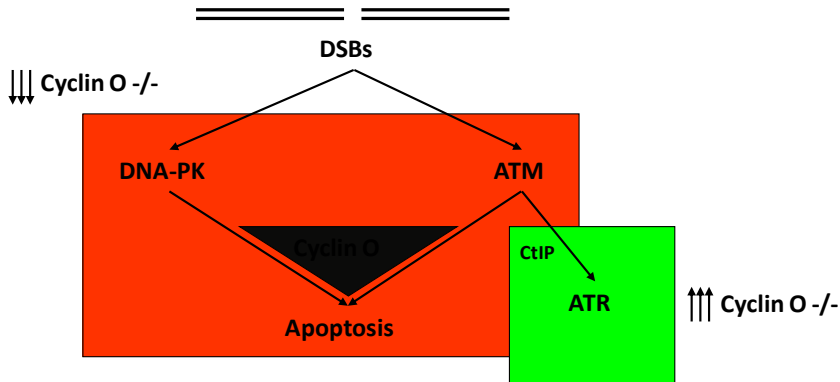 DSBs
↓↓↓ Cyclin O -/-
DNA-PK
ATM
Cyclin O
CtIP
ATR
↑↑↑ Cyclin O -/-
Apoptosis